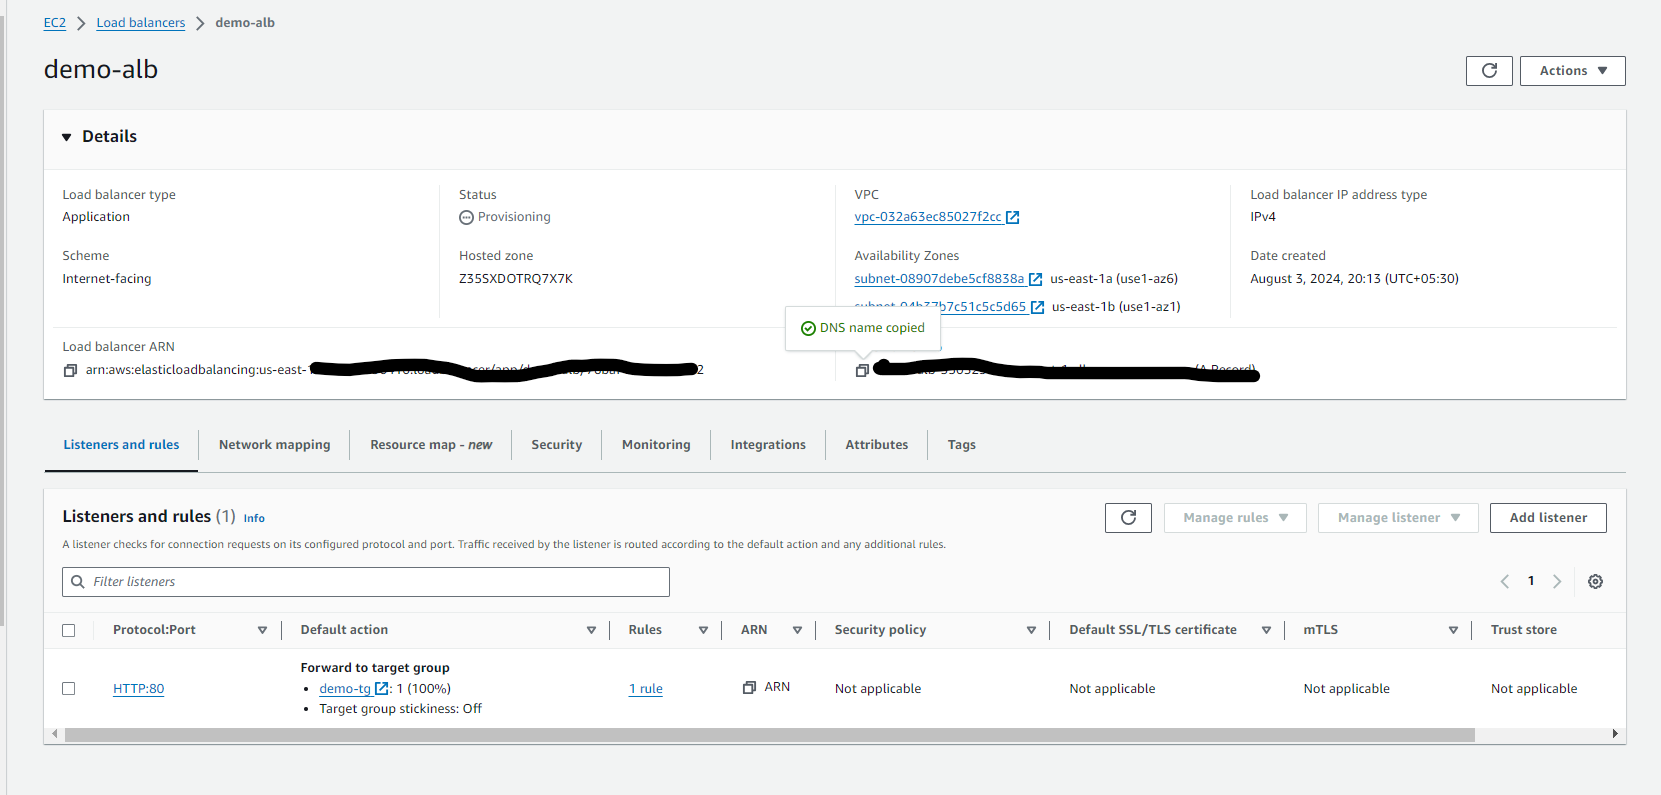 EC2 > Load balancers > demo-alb
demo-alb
Actions
Details
Load balancer type
Application
Status
Provisioning
VPC
vpc-032a63ec85027f2cc
Load balancer IP address type
IPv4
Scheme
Internet-facing
Hosted zone
Z35SXDOTRQ7X7K
Availability Zones
subnet-08907debe5cf8838a us-east-1a (use1-az6)
us-east-1b (use1-az1)
Date created
August 3, 2024, 20:13 (UTC+05:30)
DNS name copied
Load balancer ARN
arn:aws:elasticloadbalancing:us-east-
Listeners and rules
Network mapping
Resource map - new
Security
Monitoring
Integrations
Attributes
Tags
Listeners and rules (1) Info
Manage rules
Manage listener
Add listener
A listener checks for connection requests on its configured protocol and port. Traffic received by the listener is routed according to the default action and any additional rules.
Filter listeners
1
Protocol:Port Default action Rules ARN Security policy Default SSL/TLS certificate mTLS Trust store
Forward to target group
HTTP:80 • demo-tg : 1 (100%) 1 rule ARN Not applicable Not applicable Not applicable Not applicable
• Target group stickiness: Off